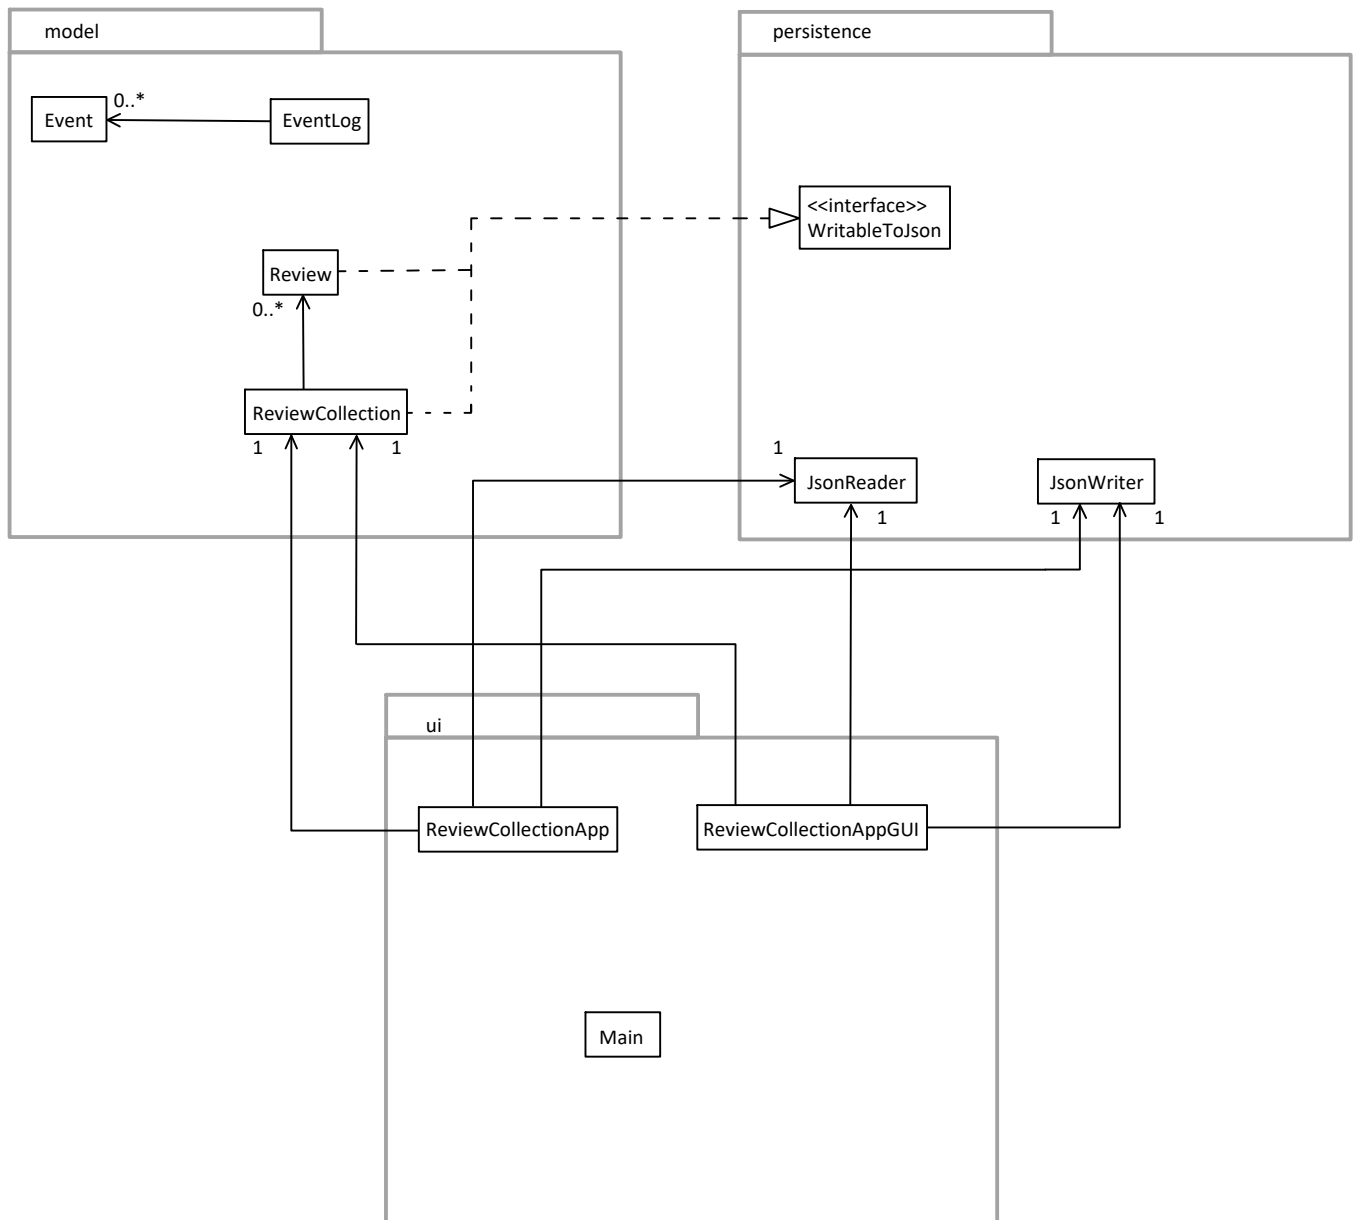 model
persistence
0..*
Event
EventLog
<<interface>>
WritableToJson
Review
0..*
ReviewCollection
1
1
1
JsonReader
JsonWriter
1
1
1
ui
ReviewCollectionApp
ReviewCollectionAppGUI
Main